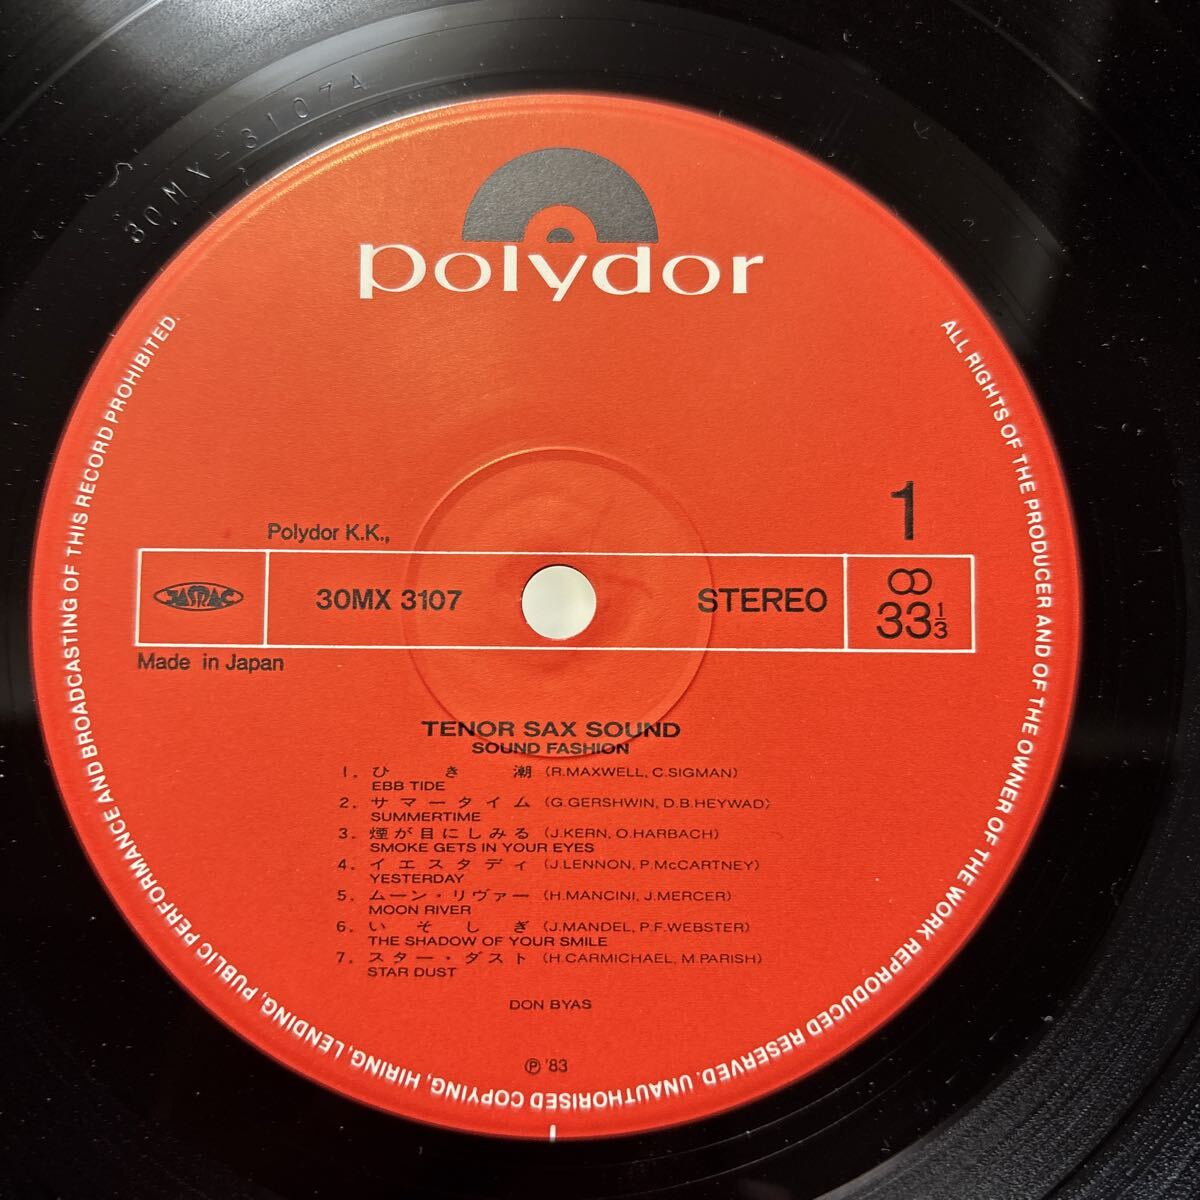 30MX-3107A
polydor
1
Polydor K.K.,
JASRAC
30MX 3107
STEREO
33 1/3
Made in Japan
TENOR SAX SOUND
SOUND FASHION
1. ひき潮 (R.MAXWELL, C.SIGMAN)
EBB TIDE
2. サマータイム (G.GERSHWIN, D.B.HEYWAD)
SUMMERTIME
3. 煙が目にしみる (J.KERN, O.HARBACH)
SMOKE GETS IN YOUR EYES
4. イエスタディ (J.LENNON, P.McCARTNEY)
YESTERDAY
5. ムーン・リヴァー (H.MANCINI, J.MERCER)
MOON RIVER
6. いそしぎ (J.MANDEL, P.F.WEBSTER)
THE SHADOW OF YOUR SMILE
7. スター・ダスト (H.CARMICHAEL, M.PARISH)
STAR DUST
DON BYAS
℗ '83
ALL RIGHTS OF THE PRODUCER AND OF THE OWNER OF THE WORK REPRODUCED RESERVED. UNAUTHORISED COPYING, HIRING, LENDING, PUBLIC PERFORMANCE AND BROADCASTING OF THIS RECORD PROHIBITED.